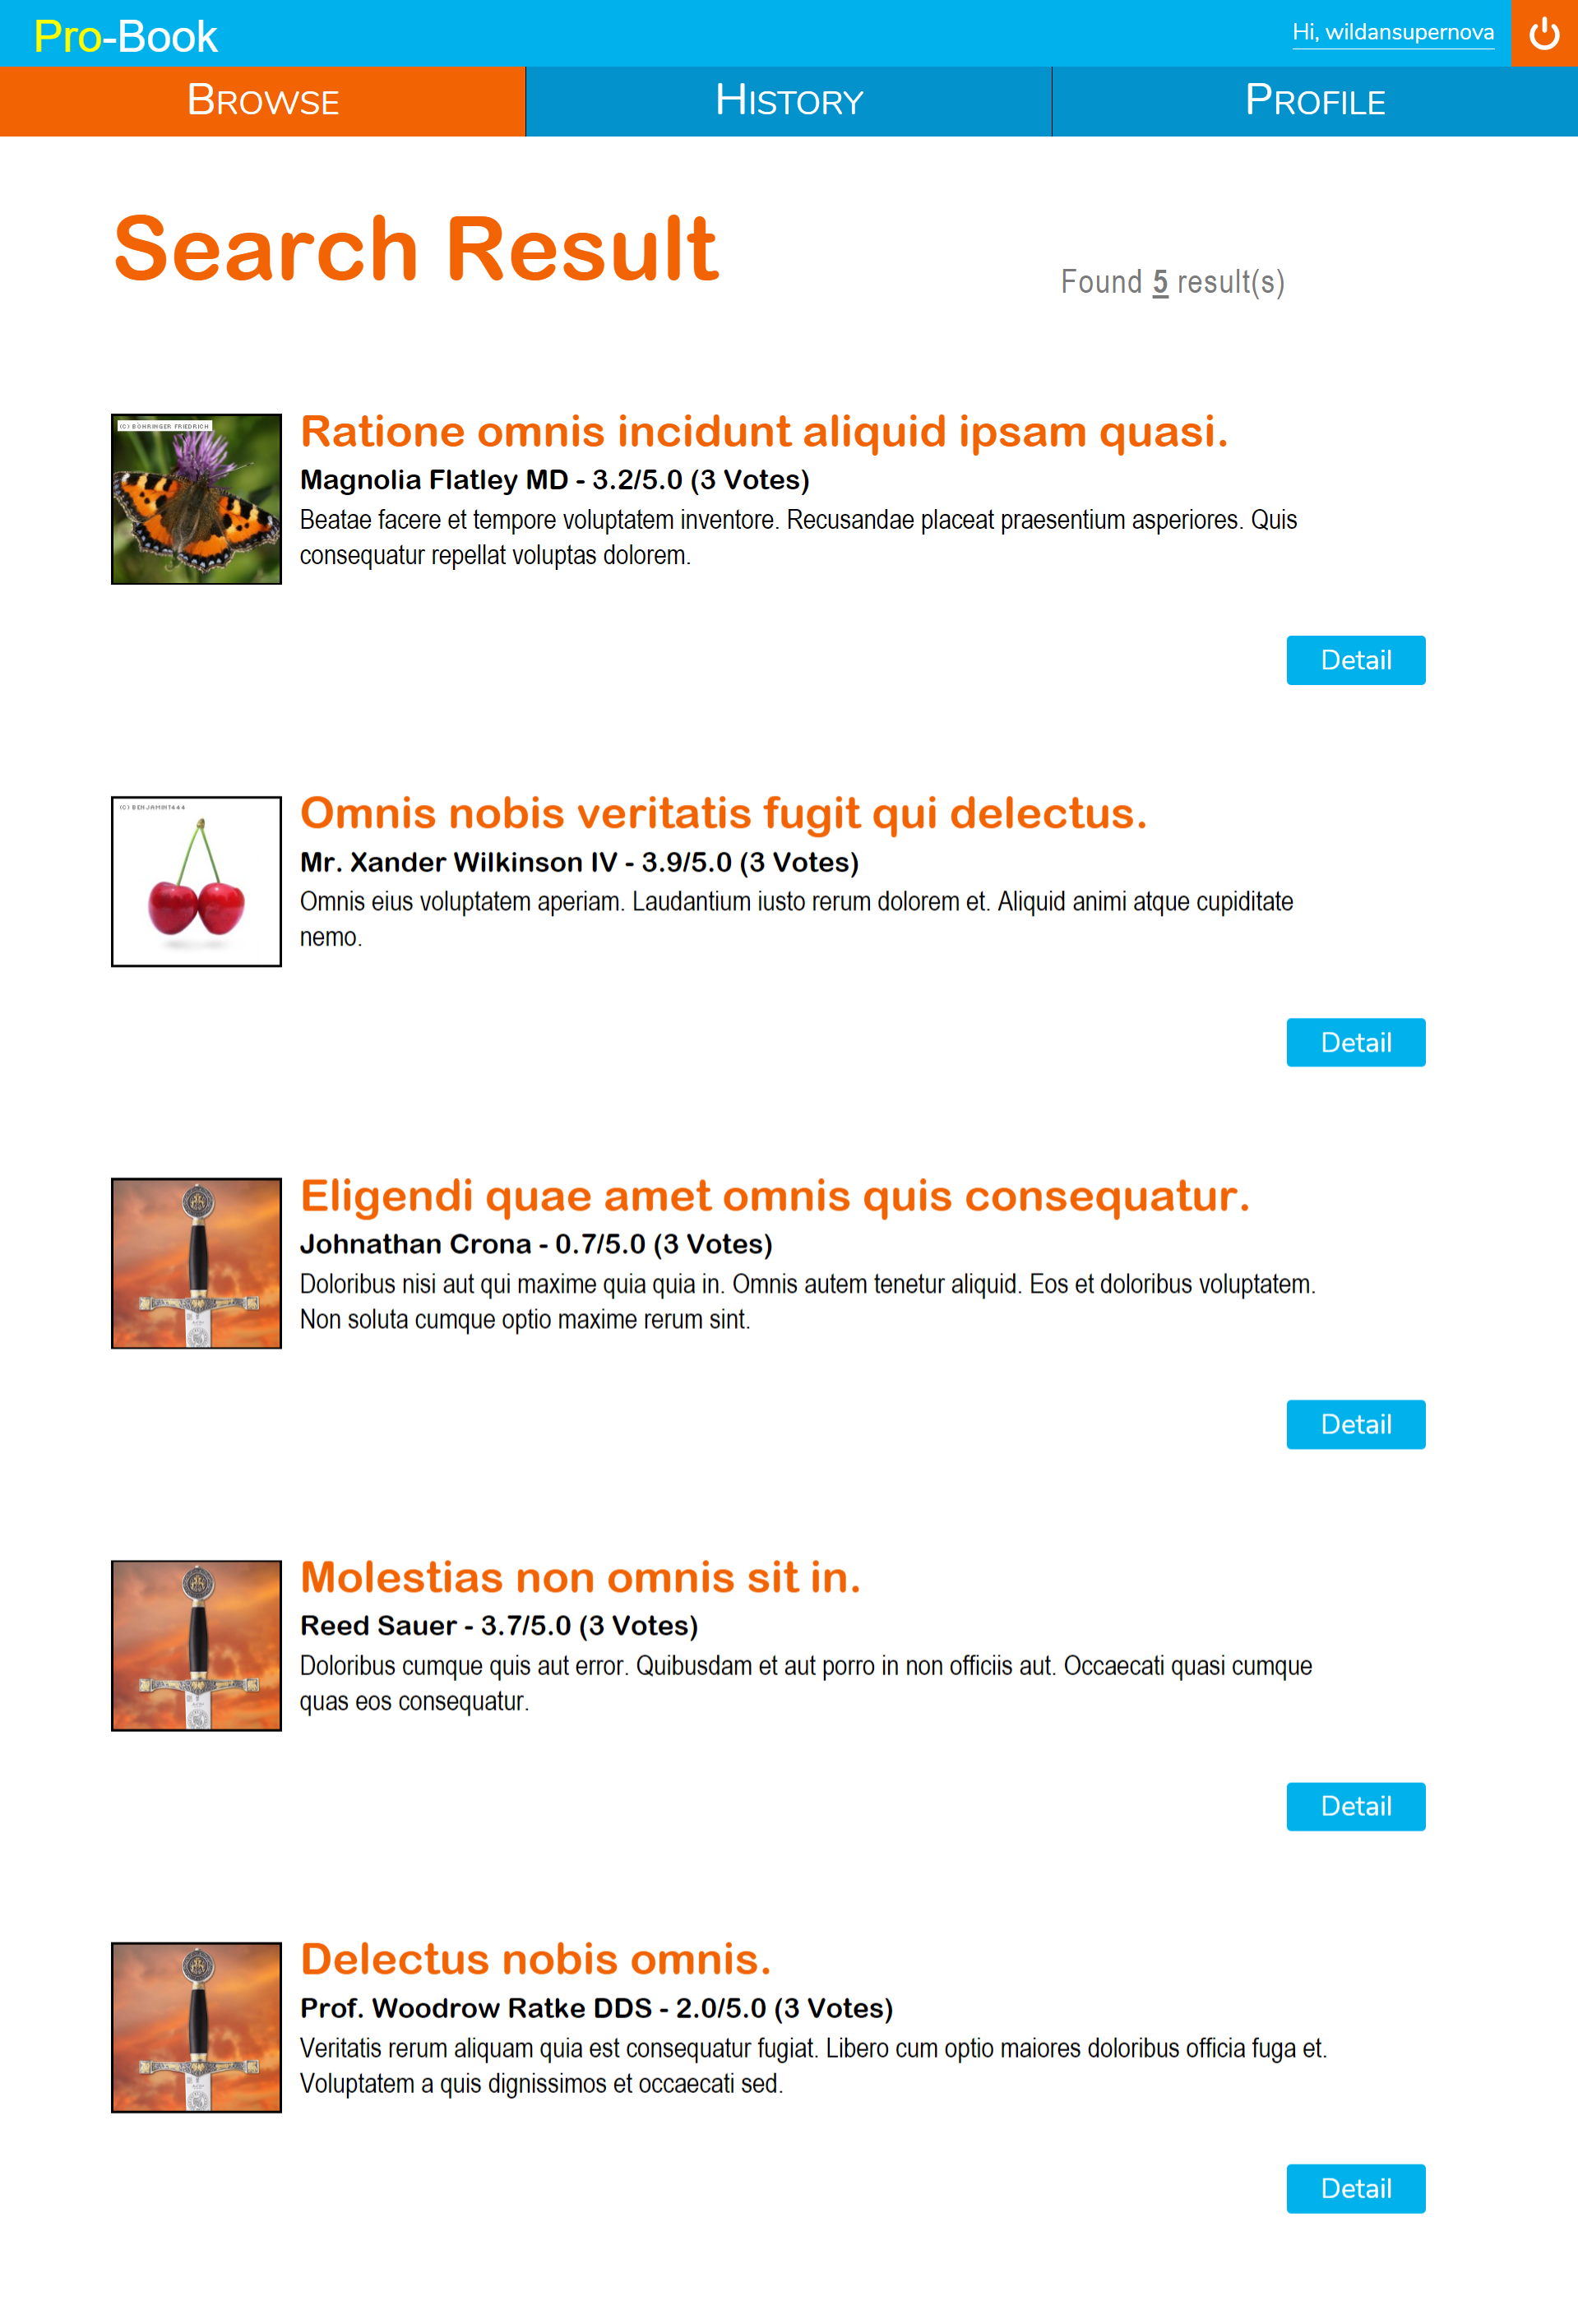 Pro-Book
Hi, wildansupernova
BROWSE
HISTORY
PROFILE
Search Result
Found 5 result(s)
(C) BÖHRINGER FRIEDRICH
Ratione omnis incidunt aliquid ipsam quasi.
Magnolia Flatley MD - 3.2/5.0 (3 Votes)
Beatae facere et tempore voluptatem inventore. Recusandae placeat praesentium asperiores. Quis
consequatur repellat voluptas dolorem.
Detail
(C) BENJAMINT444
Omnis nobis veritatis fugit qui delectus.
Mr. Xander Wilkinson IV - 3.9/5.0 (3 Votes)
Omnis eius voluptatem aperiam. Laudantium iusto rerum dolorem et. Aliquid animi atque cupiditate
nemo.
Detail
Eligendi quae amet omnis quis consequatur.
Johnathan Crona - 0.7/5.0 (3 Votes)
Doloribus nisi aut qui maxime quia quia in. Omnis autem tenetur aliquid. Eos et doloribus voluptatem.
Non soluta cumque optio maxime rerum sint.
Detail
Molestias non omnis sit in.
Reed Sauer - 3.7/5.0 (3 Votes)
Doloribus cumque quis aut error. Quibusdam et aut porro in non officiis aut. Occaecati quasi cumque
quas eos consequatur.
Detail
Delectus nobis omnis.
Prof. Woodrow Ratke DDS - 2.0/5.0 (3 Votes)
Veritatis rerum aliquam quia est consequatur fugiat. Libero cum optio maiores doloribus officia fuga et.
Voluptatem a quis dignissimos et occaecati sed.
Detail